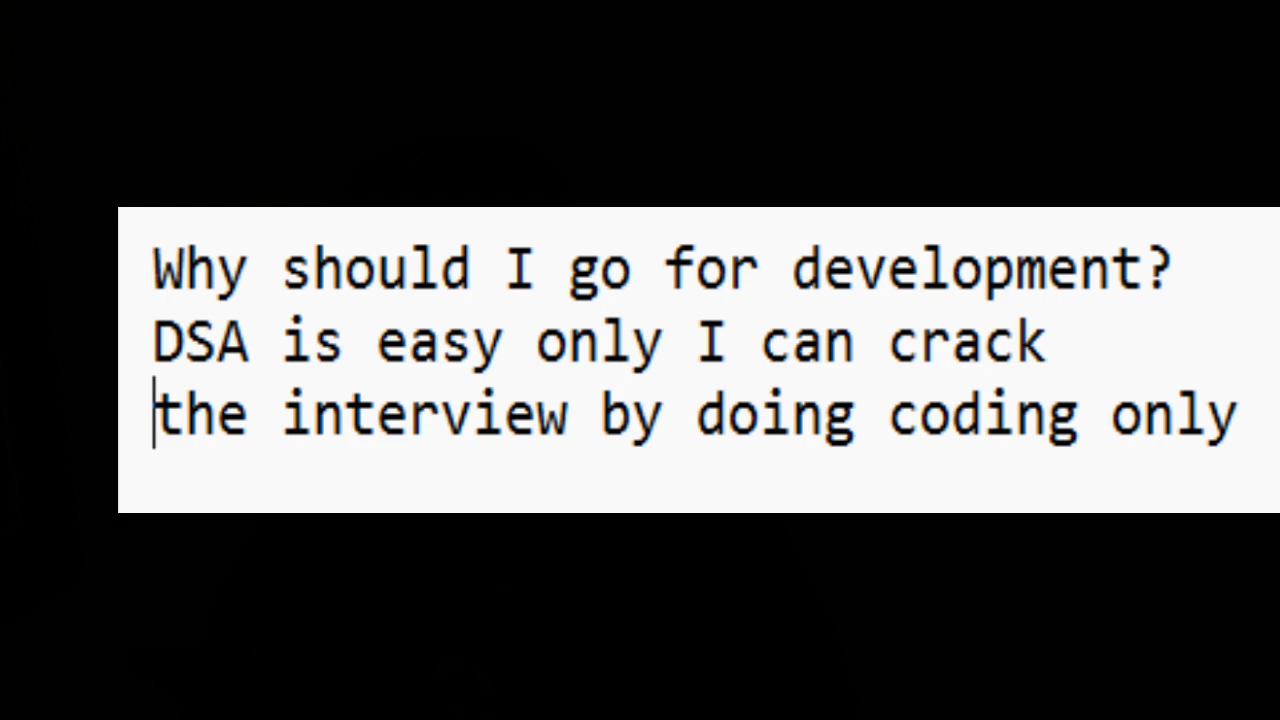 Why should I go for development?
DSA is easy only I can crack
the interview by doing coding only